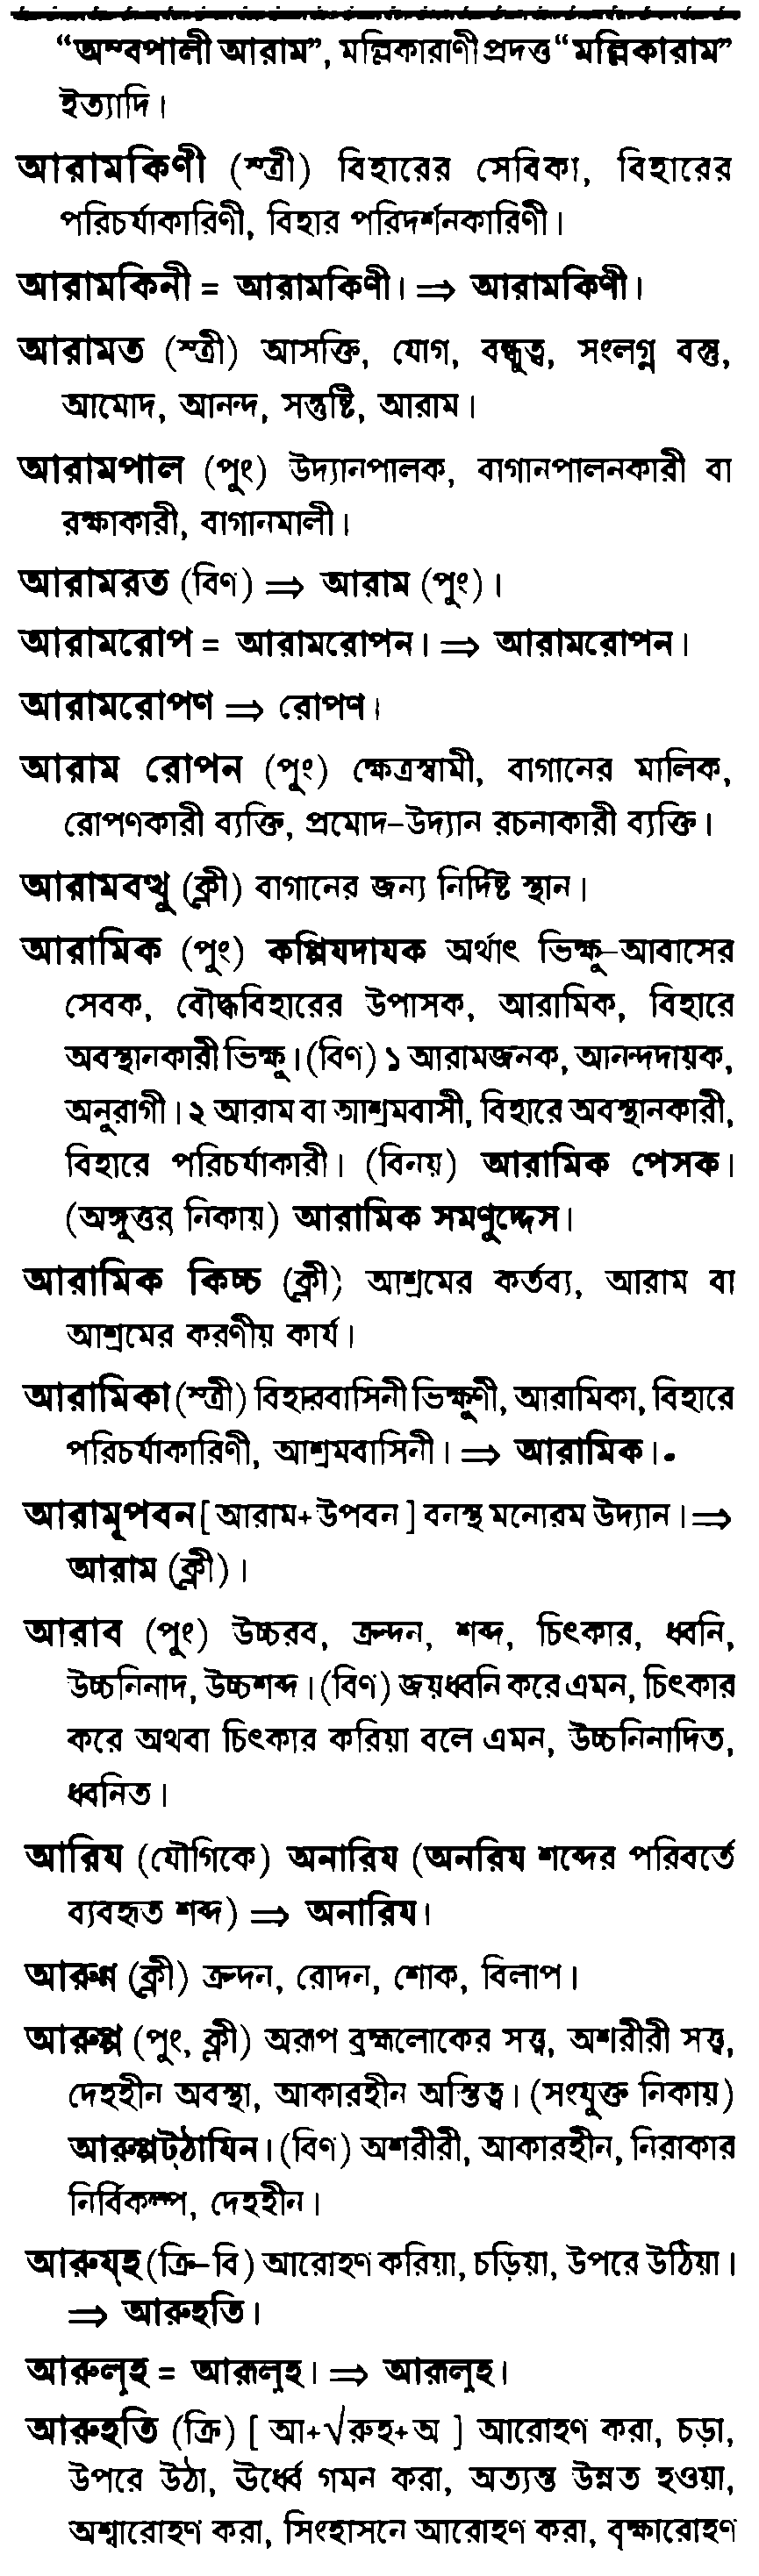 “অম্বপালী আরাম”, মল্লিকারাণী প্রদত্ত “মল্লিকারাম”
ইত্যাদি।
আরামকিণী (স্ত্রী) বিহারের সেবিকা, বিহারের
পরিচর্যাকারিণী, বিহার পরিদর্শনকারিণী।
আরামকিনী = আরামকিণী। ⇒ আরামকিণী।
আরামত (স্ত্রী) আসক্তি, যোগ, বন্ধুত্ব, সংলগ্ন বস্তু,
আমোদ, আনন্দ, সন্তুষ্টি, আরাম।
আরামপাল (পুং) উদ্যানপালক, বাগানপালনকারী বা
রক্ষাকারী, বাগানমালী।
আরামরত (বিণ) ⇒ আরাম (পুং)।
আরামরোপ = আরামরোপন। ⇒ আরামরোপন।
আরামরোপণ ⇒ রোপণ।
আরাম রোপন (পুং) ক্ষেত্রস্বামী, বাগানের মালিক,
রোপণকারী ব্যক্তি, প্রমোদ-উদ্যান রচনাকারী ব্যক্তি।
আরামবত্থু (ক্লী) বাগানের জন্য নির্দিষ্ট স্থান।
আরামিক (পুং) কপ্পিযদাযক অর্থাৎ ভিক্ষু-আবাসের
সেবক, বৌদ্ধবিহারের উপাসক, আরামিক, বিহারে
অবস্থানকারী ভিক্ষু। (বিণ) ১ আরামজনক, আনন্দদায়ক,
অনুরাগী। ২ আরাম বা আশ্রমবাসী, বিহারে অবস্থানকারী,
বিহারে পরিচর্যাকারী। (বিনয়) আরামিক পেসক।
(অঙ্গুত্তর নিকায়) আরামিক সমণুদ্দেস।
আরামিক কিচ্চ (ক্লী) আশ্রমের কর্তব্য, আরাম বা
আশ্রমের করণীয় কার্য।
আরামিকা (স্ত্রী) বিহারবাসিনী ভিক্ষুণী, আরামিকা, বিহারে
পরিচর্যাকারিণী, আশ্রমবাসিনী। ⇒ আরামিক।
আরামূপবন [ আরাম+উপবন ] বনস্থ মনোরম উদ্যান। ⇒
আরাম (ক্লী)।
আরাব (পুং) উচ্চরব, ক্রন্দন, শব্দ, চিৎকার, ধ্বনি,
উচ্চনিনাদ, উচ্চশব্দ। (বিণ) জয়ধ্বনি করে এমন, চিৎকার
করে অথবা চিৎকার করিয়া বলে এমন, উচ্চনিনাদিত,
ধ্বনিত।
আরিয (যৌগিকে) অনারিয (অনরিয শব্দের পরিবর্তে
ব্যবহৃত শব্দ) ⇒ অনারিয।
আরুণ্ণ (ক্লী) ক্রন্দন, রোদন, শোক, বিলাপ।
আরুপ্প (পুং, ক্লী) অরূপ ব্রহ্মলোকের সত্ত্ব, অশরীরী সত্ত্ব,
দেহহীন অবস্থা, আকারহীন অস্তিত্ব। (সংযুক্ত নিকায়)
আরুপ্পট্ঠাযিন। (বিণ) অশরীরী, আকারহীন, নিরাকার
নির্বিকল্প, দেহহীন।
আরুয্হ (ক্রি-বি) আরোহণ করিয়া, চড়িয়া, উপরে উঠিয়া।
⇒ আরুহতি।
আরুল্হ = আরূল্হ। ⇒ আরূল্হ।
আরুহতি (ক্রি) [ আ+√রুহ+অ ] আরোহণ করা, চড়া,
উপরে উঠা, ঊর্ধ্বে গমন করা, অত্যন্ত উন্নত হওয়া,
অশ্বারোহণ করা, সিংহাসনে আরোহণ করা, বৃক্ষারোহণ